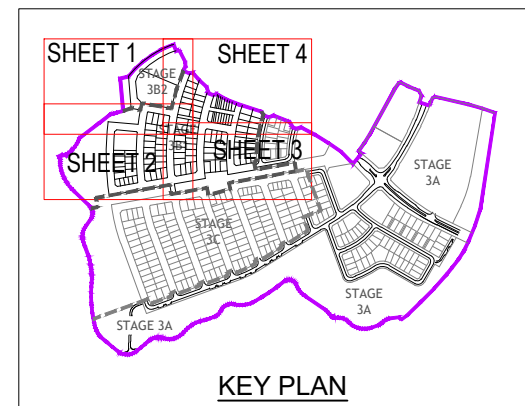 SHEET 1
SHEET 4
STAGE
3B2
STAGE
3B
SHEET 2
SHEET 3
STAGE
3A
STAGE
3C
STAGE
3A
STAGE 3A
KEY PLAN